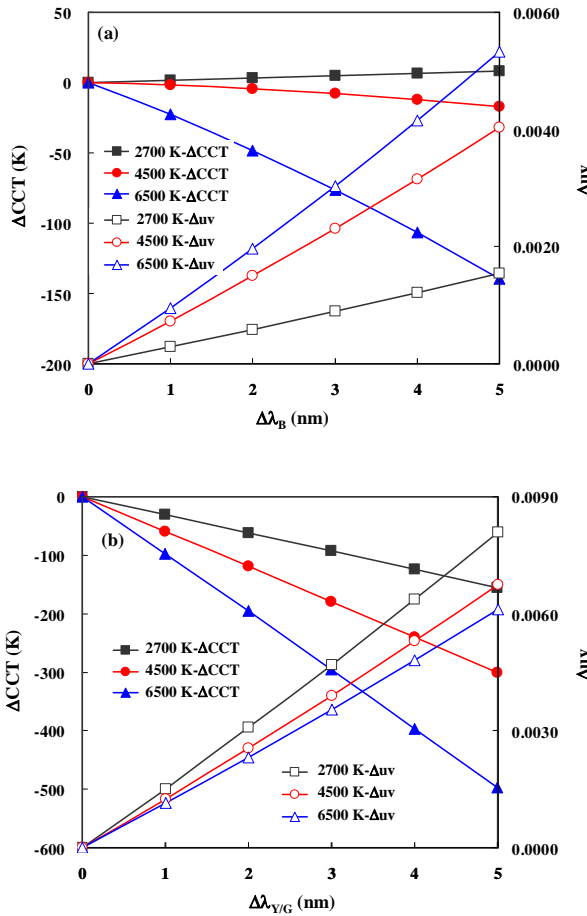 (a)
50
0
-50
-100
-150
-200
ΔCCT (K)
0.0060
0.0040
0.0020
0.0000
Δuv
2700 K-ΔCCT
4500 K-ΔCCT
6500 K-ΔCCT
2700 K-Δuv
4500 K-Δuv
6500 K-Δuv
0 1 2 3 4 5
ΔλB (nm)
(b)
0
-100
-200
-300
-400
-500
-600
ΔCCT (K)
0.0090
0.0060
0.0030
0.0000
Δuv
2700 K-ΔCCT
4500 K-ΔCCT
6500 K-ΔCCT
2700 K-Δuv
4500 K-Δuv
6500 K-Δuv
0 1 2 3 4 5
ΔλY/G (nm)